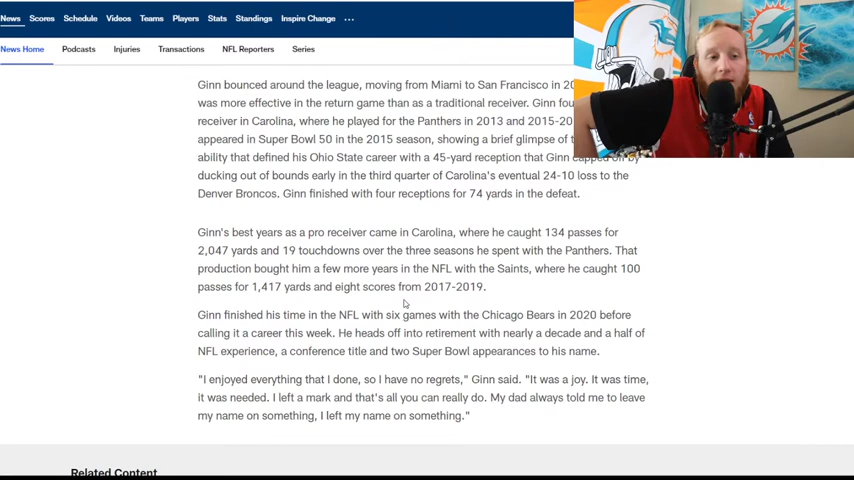 News Scores Schedule Videos Teams Players Stats Standings Inspire Change ...
News Home Podcasts Injuries Transactions NFL Reporters Series
Ginn bounced around the league, moving from Miami to San Francisco in
was more effective in the return game than as a traditional receiver. Ginn
receiver in Carolina, where he played for the Panthers in 2013 and
appeared in Super Bowl 50 in the 2015 season, showing a brief glimpse of
ability that defined his Ohio State career with a 45-yard reception that Ginn capped off by
ducking out of bounds early in the third quarter of Carolina's eventual 24-10 loss to the
Denver Broncos. Ginn finished with four receptions for 74 yards in the defeat.
Ginn's best years as a pro receiver came in Carolina, where he caught 134 passes for
2,047 yards and 19 touchdowns over the three seasons he spent with the Panthers. That
production bought him a few more years in the NFL with the Saints, where he caught 100
passes for 1,417 yards and eight scores from 2017-2019.
Ginn finished his time in the NFL with six games with the Chicago Bears in 2020 before
calling it a career this week. He heads off into retirement with nearly a decade and a half of
NFL experience, a conference title and two Super Bowl appearances to his name.
"I enjoyed everything that I done, so I have no regrets," Ginn said. "It was a joy. It was time,
it was needed. I left a mark and that's all you can really do. My dad always told me to leave
my name on something, I left my name on something."
Related Content